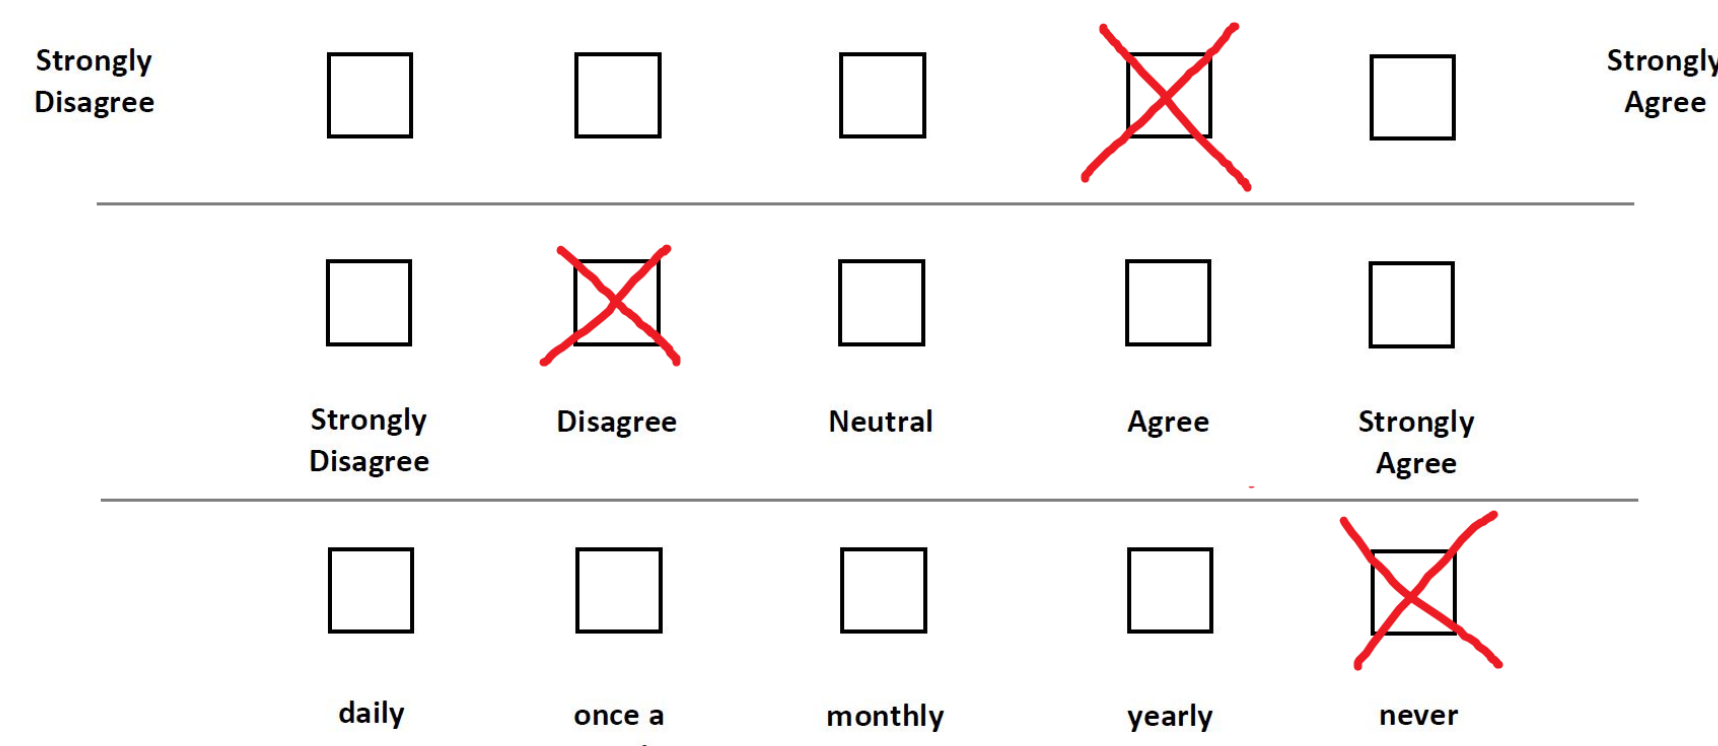 Strongly
Disagree
Strongly
Agree
Strongly
Disagree
Disagree
Neutral
Agree
Strongly
Agree
daily
once a
monthly
yearly
never